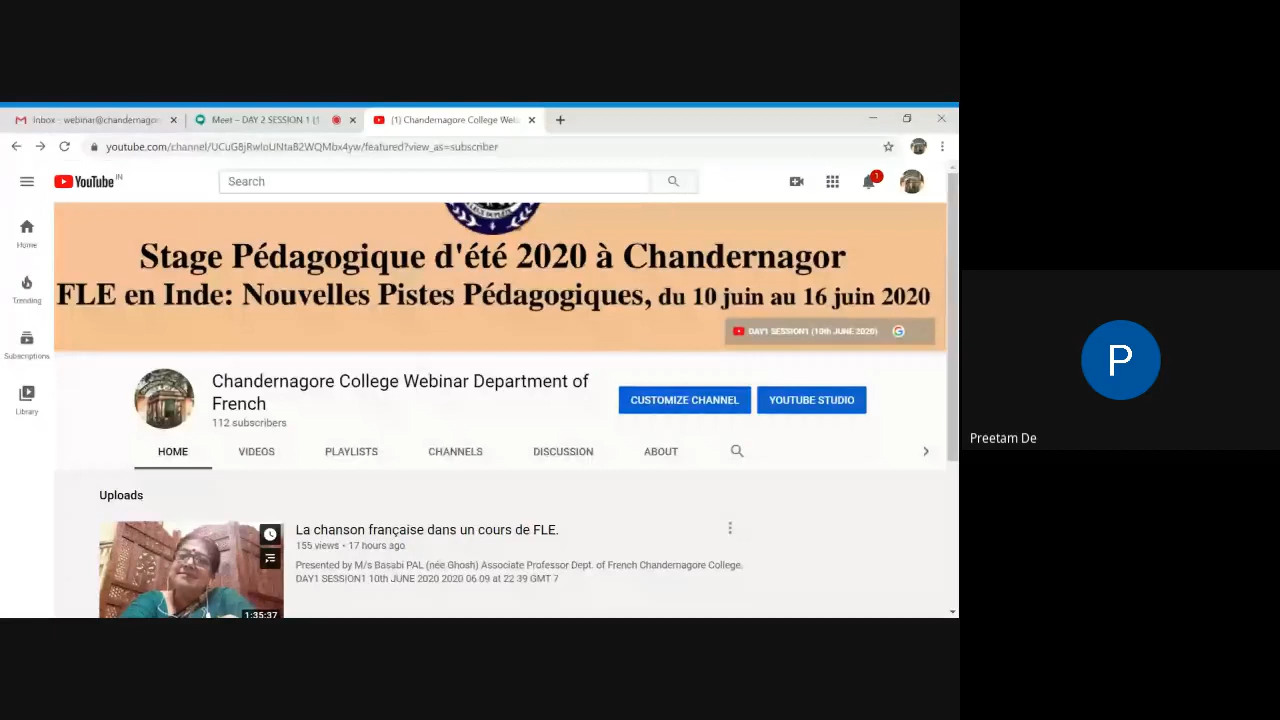 Inbox - webinar@chandernagor
Meet – DAY 2 SESSION 1 (1
(1) Chandernagore College Web
youtube.com/channel/UCuG8jRwIoUNtaB2WQMbx4yw/featured?view_as=subscriber
YouTube IN
Search
1
Home
Trending
Subscriptions
Library
Stage Pédagogique d'été 2020 à Chandernagor
FLE en Inde: Nouvelles Pistes Pédagogiques, du 10 juin au 16 juin 2020
DAY1 SESSION1 (10th JUNE 2020)
Chandernagore College Webinar Department of
French
112 subscribers
CUSTOMIZE CHANNEL
YOUTUBE STUDIO
HOME VIDEOS PLAYLISTS CHANNELS DISCUSSION ABOUT
Uploads
La chanson française dans un cours de FLE.
155 views • 17 hours ago
Presented by M/s Basabi PAL (née Ghosh) Associate Professor Dept. of French Chandernagore College,
DAY1 SESSION1 10th JUNE 2020 2020 06 09 at 22 39 GMT 7
1:35:37
P
Preetam De